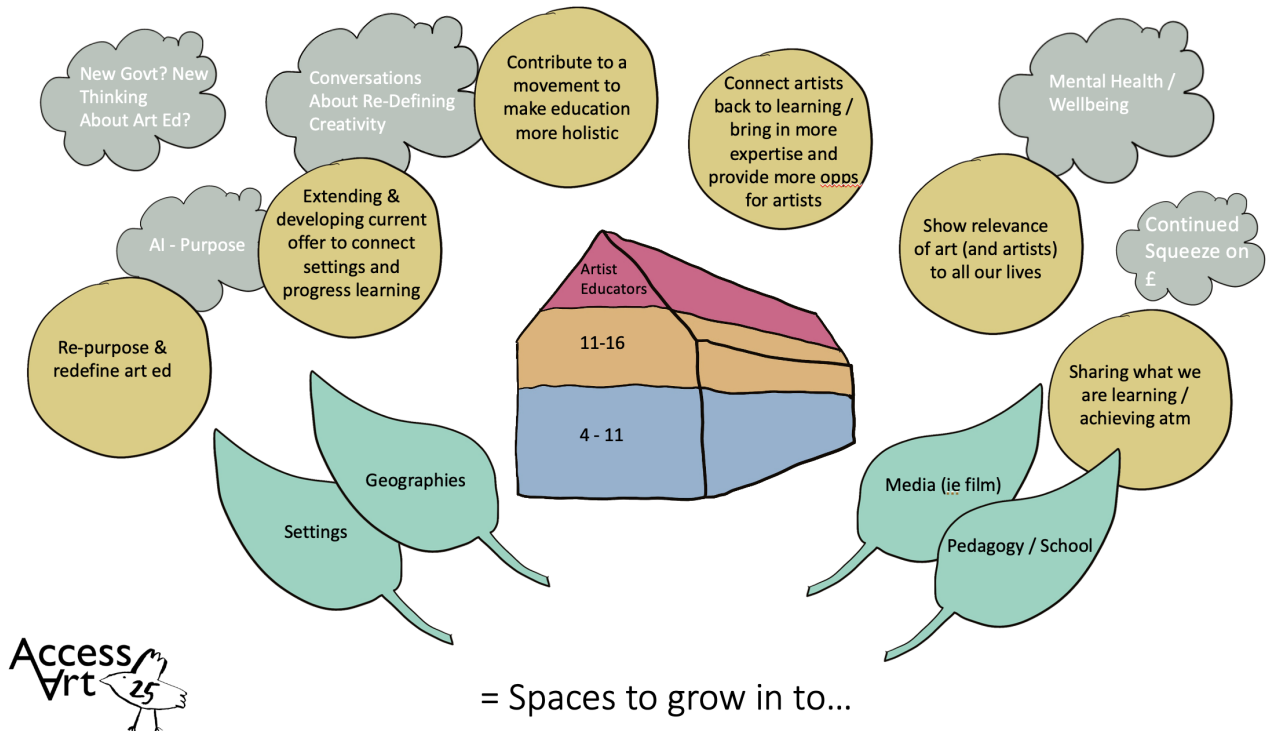 New Govt? New
Thinking
About Art Ed?
Conversations
About Re-Defining
Creativity
Contribute to a
movement to
make education
more holistic
Connect artists
back to learning /
bring in more
expertise and
provide more opps
for artists
Mental Health /
Wellbeing
AI - Purpose
Extending &
developing current
offer to connect
settings and
progress learning
Show relevance
of art (and artists)
to all our lives
Continued
Squeeze on
£
Re-purpose &
redefine art ed
Artist
Educators
11-16
4 - 11
Sharing what we
are learning /
achieving atm
Geographies
Settings
Media (ie film)
Pedagogy / School
Access
Art
25
= Spaces to grow in to...